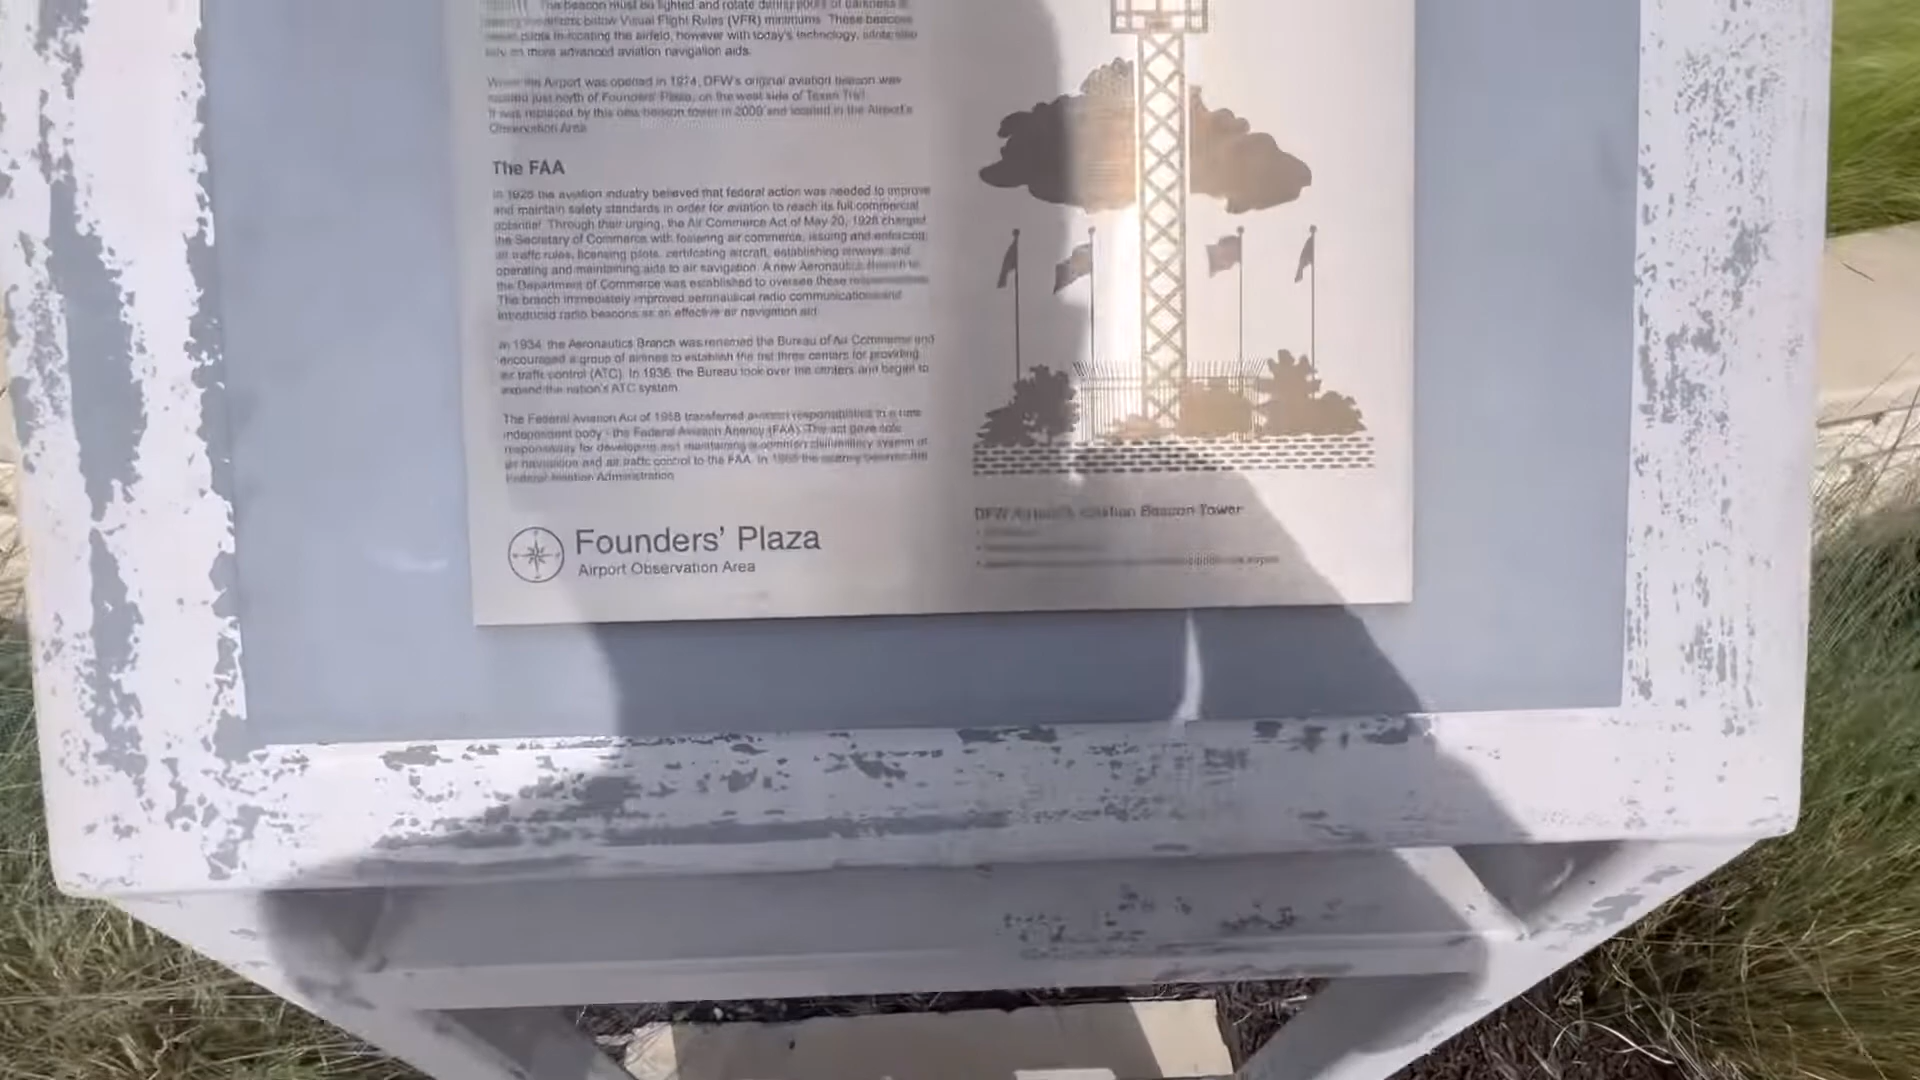 The beacon must be lighted and rotate during hours of darkness &
below Visual Flight Rules (VFR) minimums. These beacons
pilots in locating the airfield, however with today's technology, pilots also
rely on more advanced aviation navigation aids.
When the Airport was opened in 1974, DFW's original aviation beacon was
located just north of Founders' Plaza, on the west side of Texas Trail.
It was replaced by this new beacon tower in 2009 and located in the Airport's
Observation Area.
The FAA
In 1926 the aviation industry believed that federal action was needed to improve
and maintain safety standards in order for aviation to reach its full commercial
potential. Through their urging, the Air Commerce Act of May 20, 1926 charged
the Secretary of Commerce with fostering air commerce, issuing and enforcing
air traffic rules, licensing pilots, certificating aircraft, establishing airways, and
operating and maintaining aids to air navigation. A new Aeronautics Branch in
the Department of Commerce was established to oversee these
The branch immediately improved aeronautical radio communications and
introduced radio beacons as an effective air navigation aid.
In 1934, the Aeronautics Branch was renamed the Bureau of Air Commerce and
encouraged a group of airlines to establish the first three centers for providing
air traffic control (ATC). In 1936, the Bureau took over the centers and began to
expand the nation's ATC system.
The Federal Aviation Act of 1958 transferred aviation responsibilities to a new
independent body - the Federal Aviation Agency (FAA). The act gave sole
responsibility for developing and maintaining a common civil/military system of
air navigation and air traffic control to the FAA. In the agency became the
Federal Aviation Administration.
Founders' Plaza
Airport Observation Area
DFW Airport's Aviation Beacon Tower